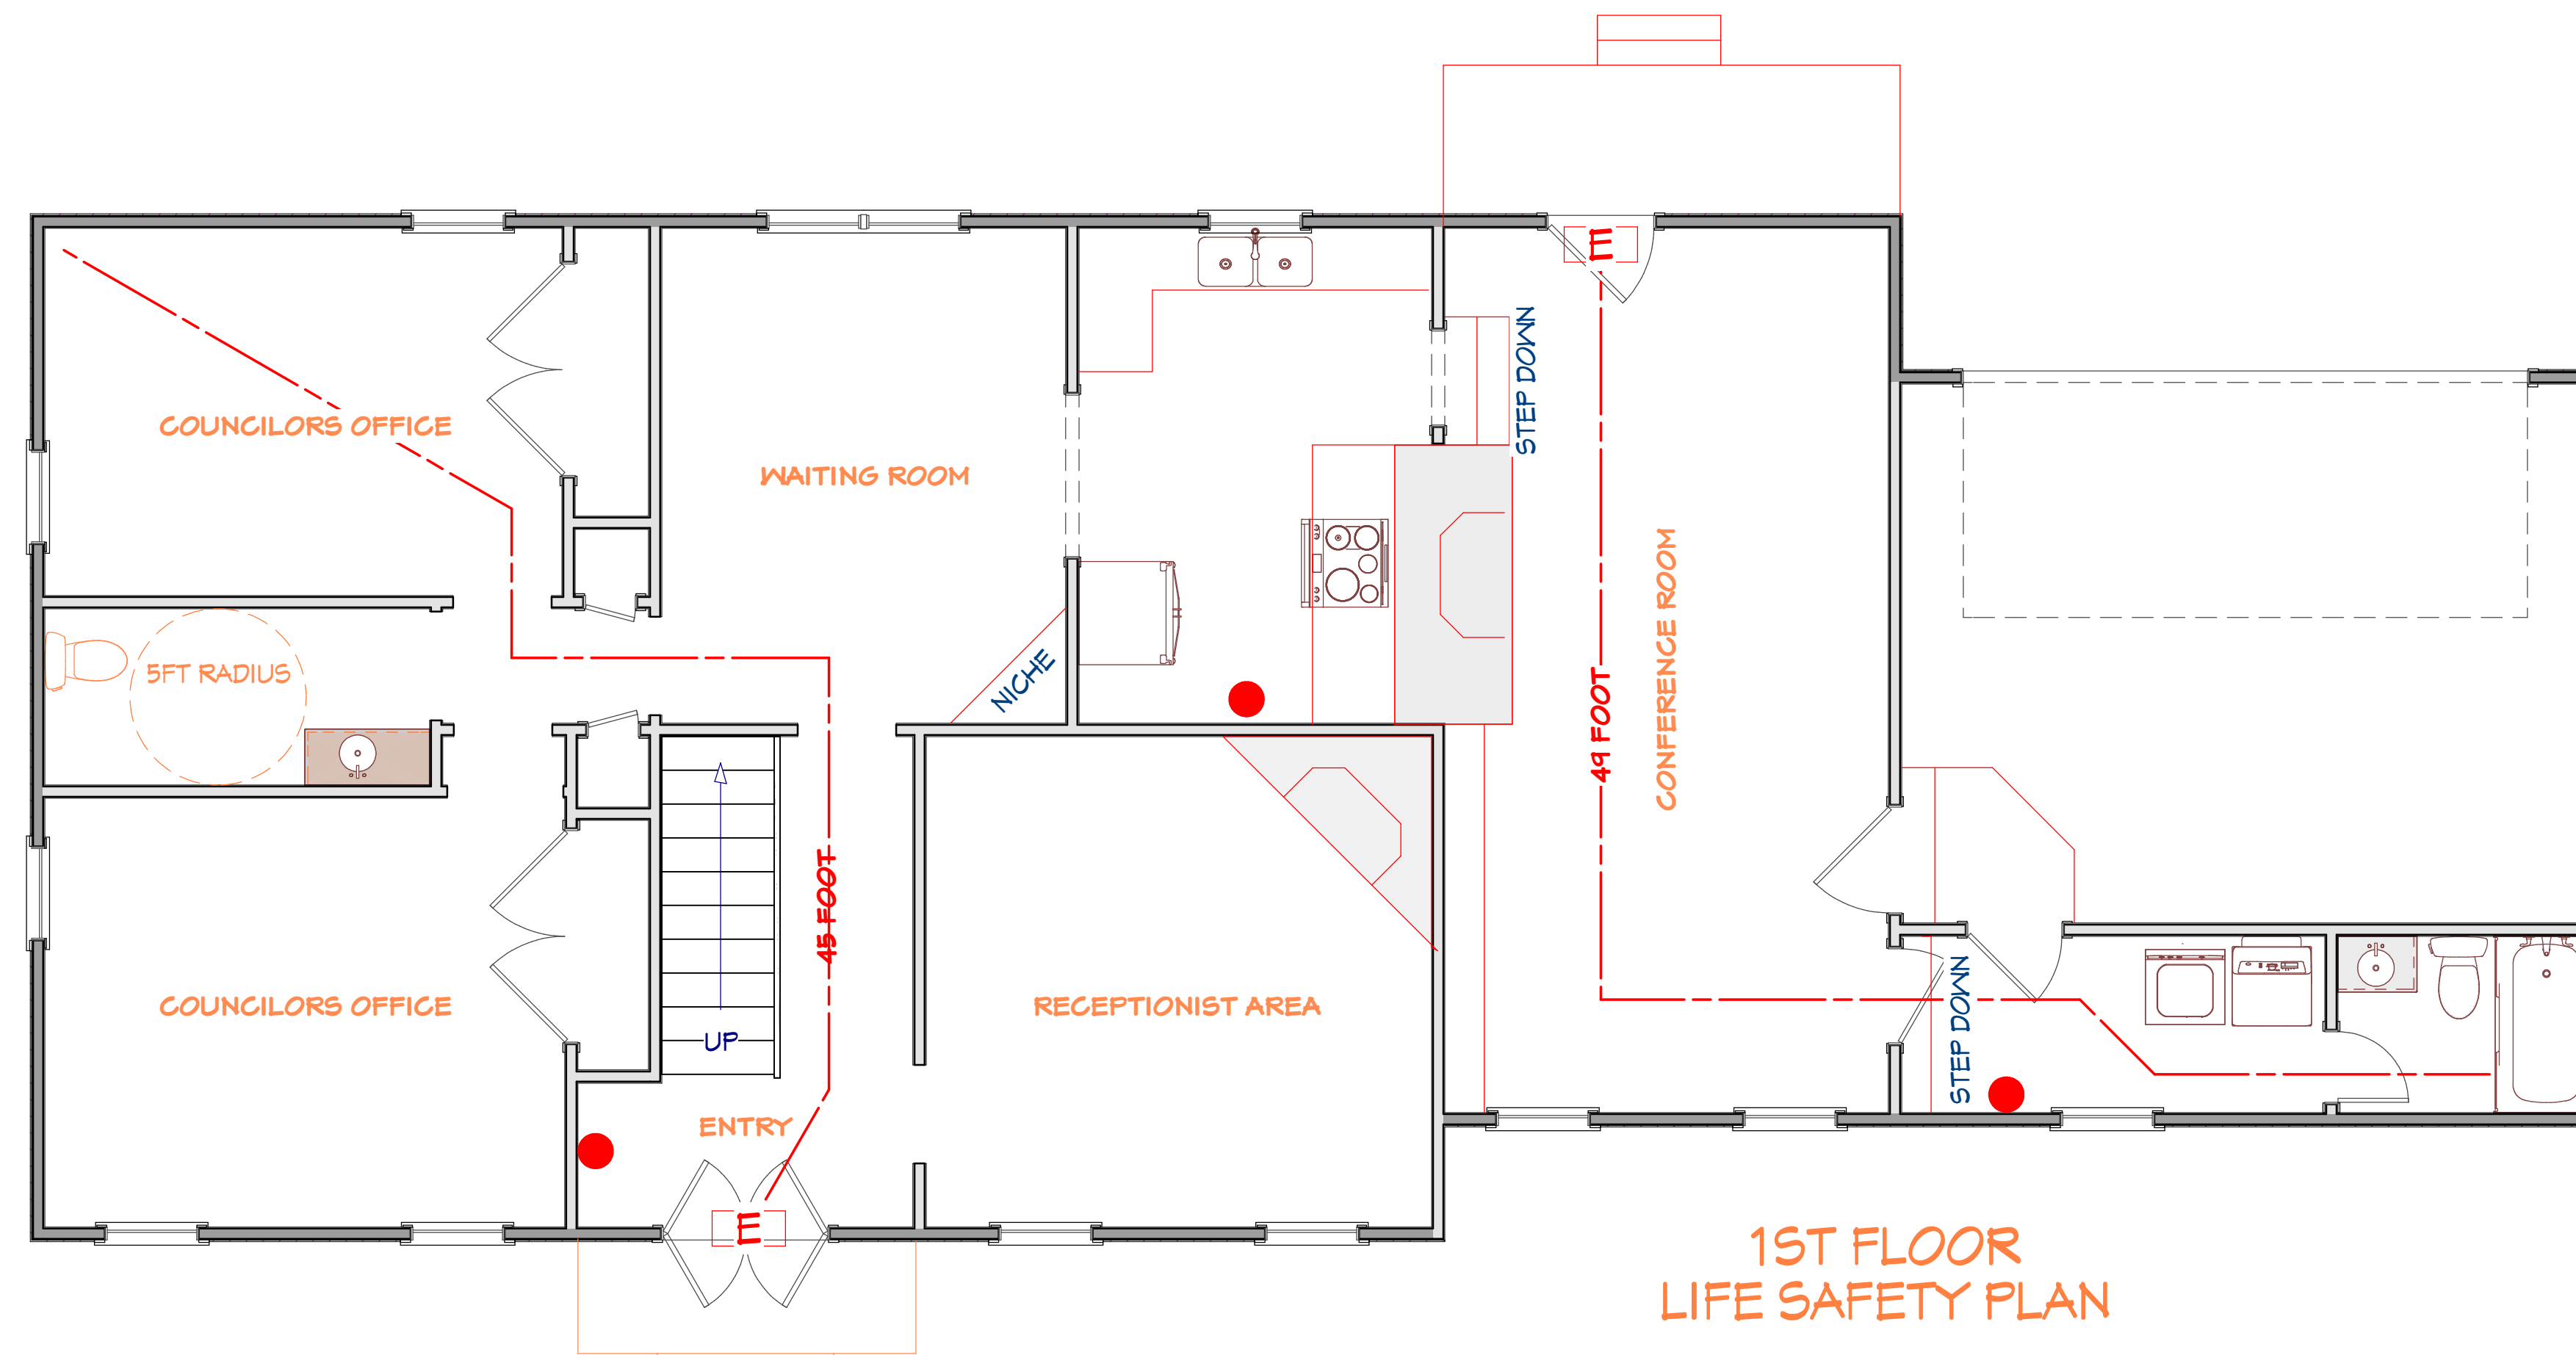 E
STEP DOWN
COUNCILORS OFFICE
WAITING ROOM
CONFERENCE ROOM
5FT RADIUS
NICHE
49 FOOT
45 FOOT
COUNCILORS OFFICE
RECEPTIONIST AREA
STEP DOWN
UP
ENTRY
E
1ST FLOOR
LIFE SAFETY PLAN